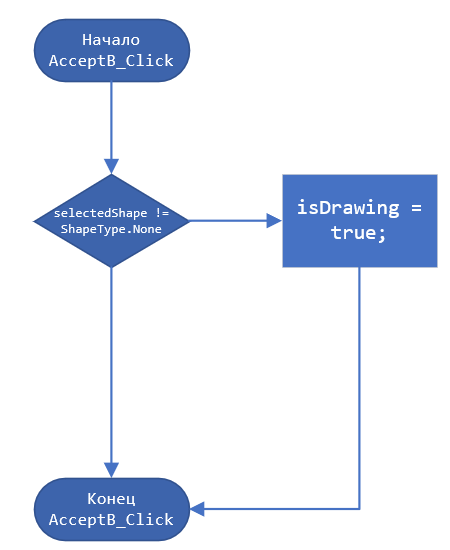 Начало
AcceptB_Click
selectedShape !=
ShapeType.None
isDrawing =
true;
Конец
AcceptB_Click